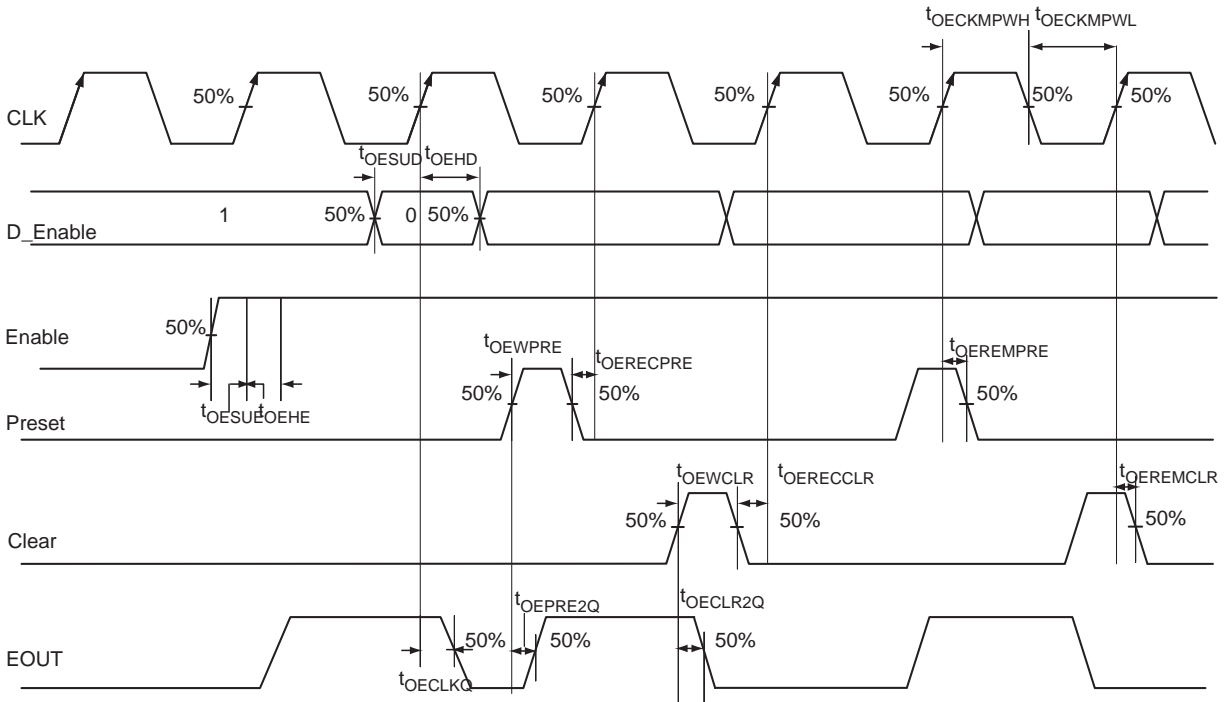 tOECKMPWH tOECKMPWL
CLK 50% 50% 50% 50% 50% 50% 50%
tOESUD tOEHD
D_Enable 1 50% 0 50%
Enable 50%
tOESUE tOEHE
tOEWPRE tOERECPRE tOEREMPRE
Preset 50% 50% 50%
tOEWCLR tOERECCLR tOEREMCLR
Clear 50% 50% 50%
tOEPRE2Q tOECLR2Q
EOUT 50% 50% 50%
tOECLKQ